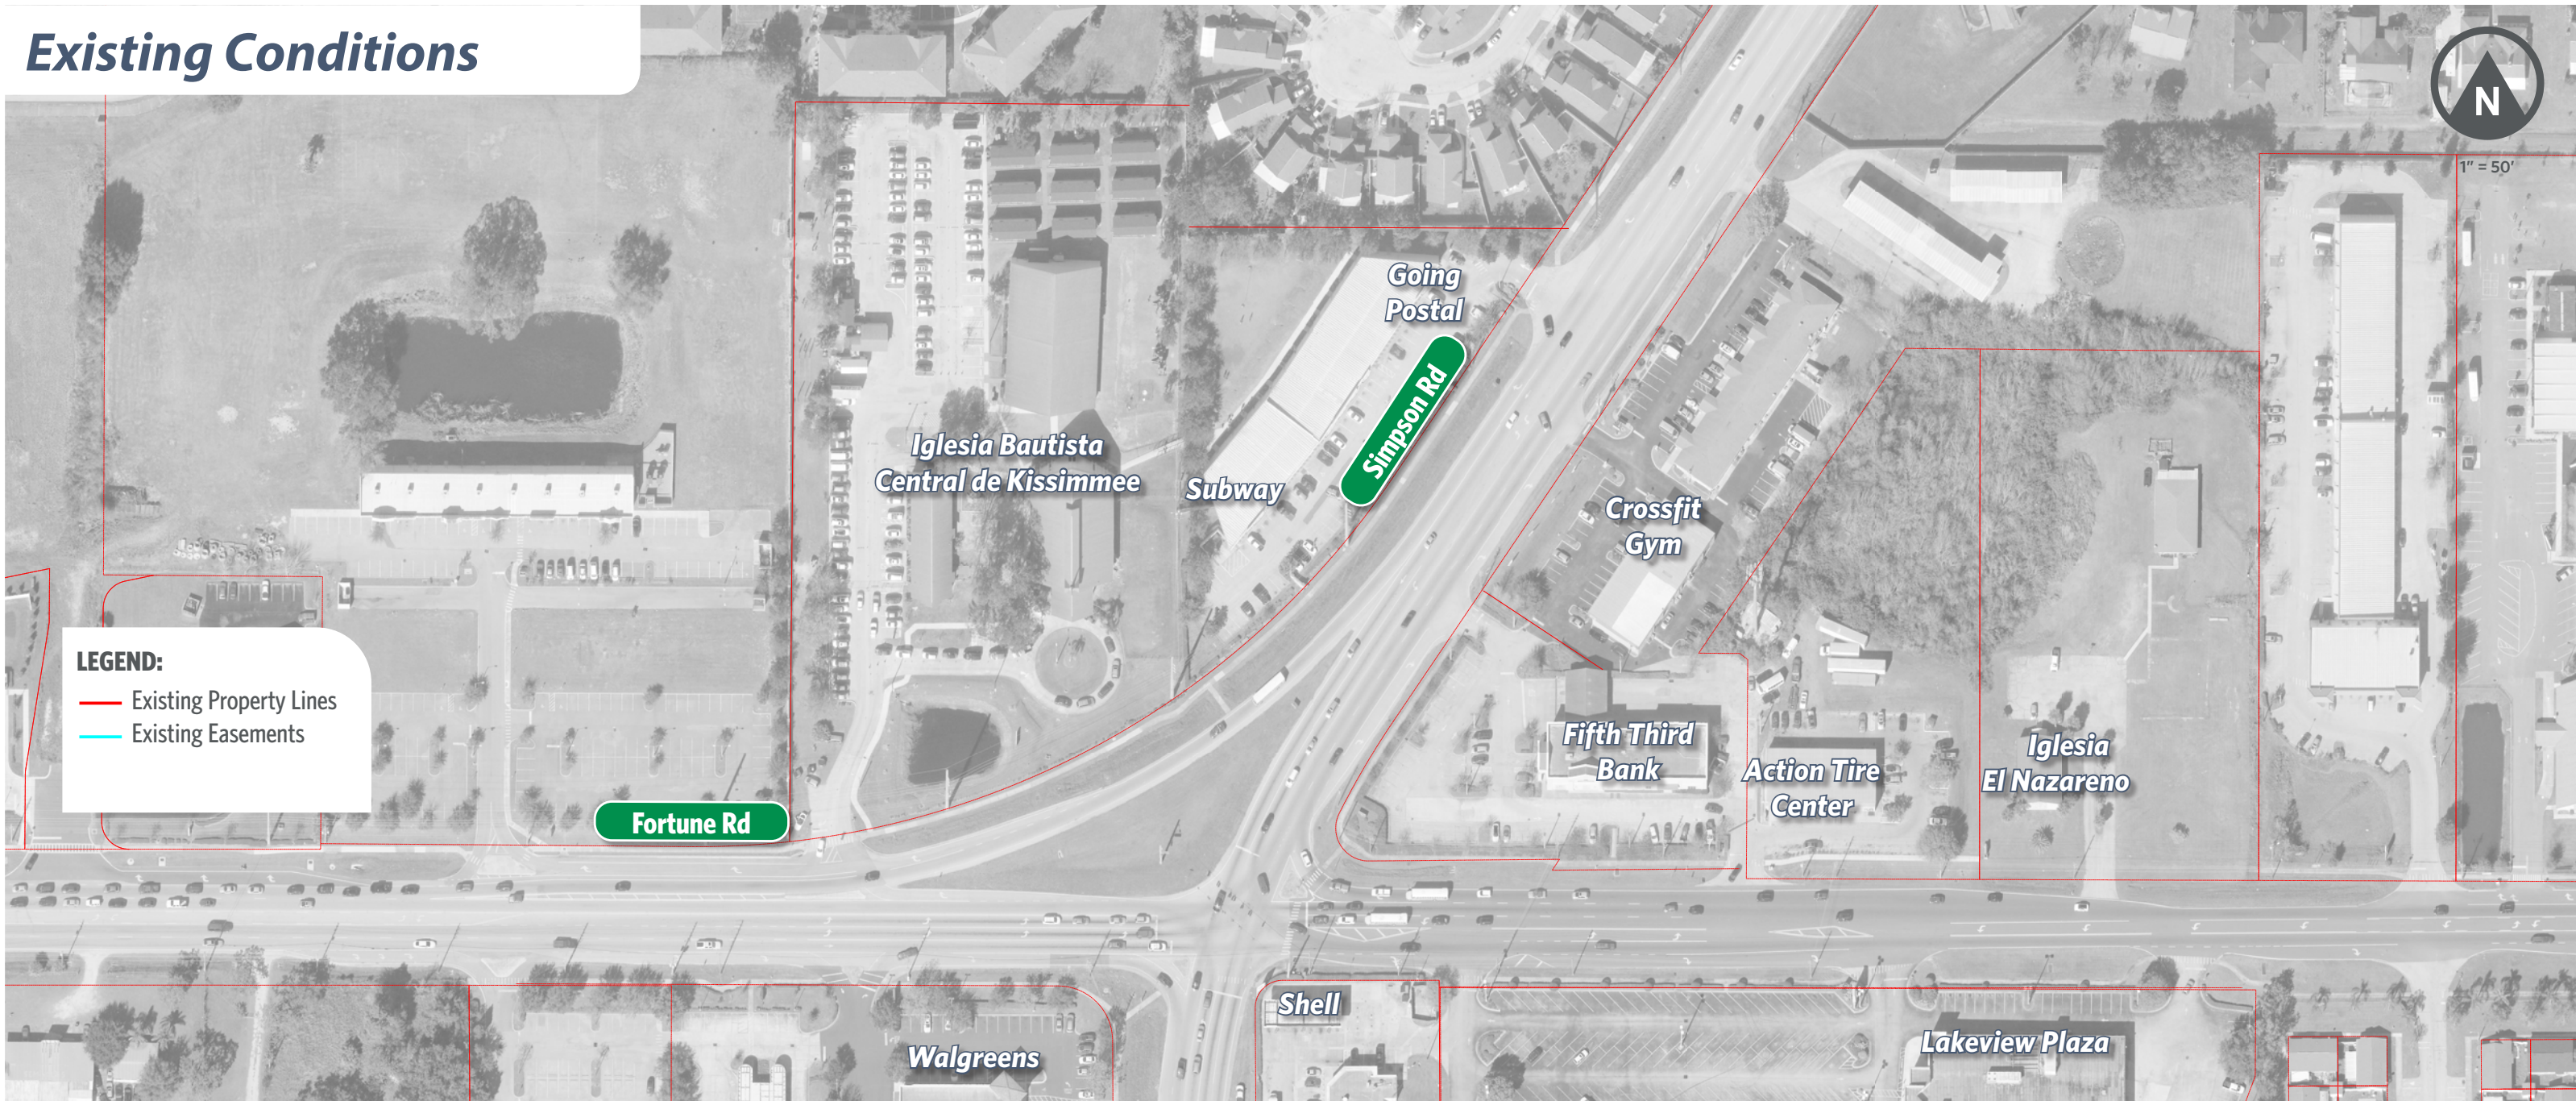 Existing Conditions
N
1" = 50'
Going
Postal
Simpson Rd
Iglesia Bautista
Central de Kissimmee
Subway
Crossfit
Gym
LEGEND:
Existing Property Lines
Existing Easements
Fifth Third
Bank
Action Tire
Center
Iglesia
El Nazareno
Fortune Rd
Shell
Walgreens
Lakeview Plaza